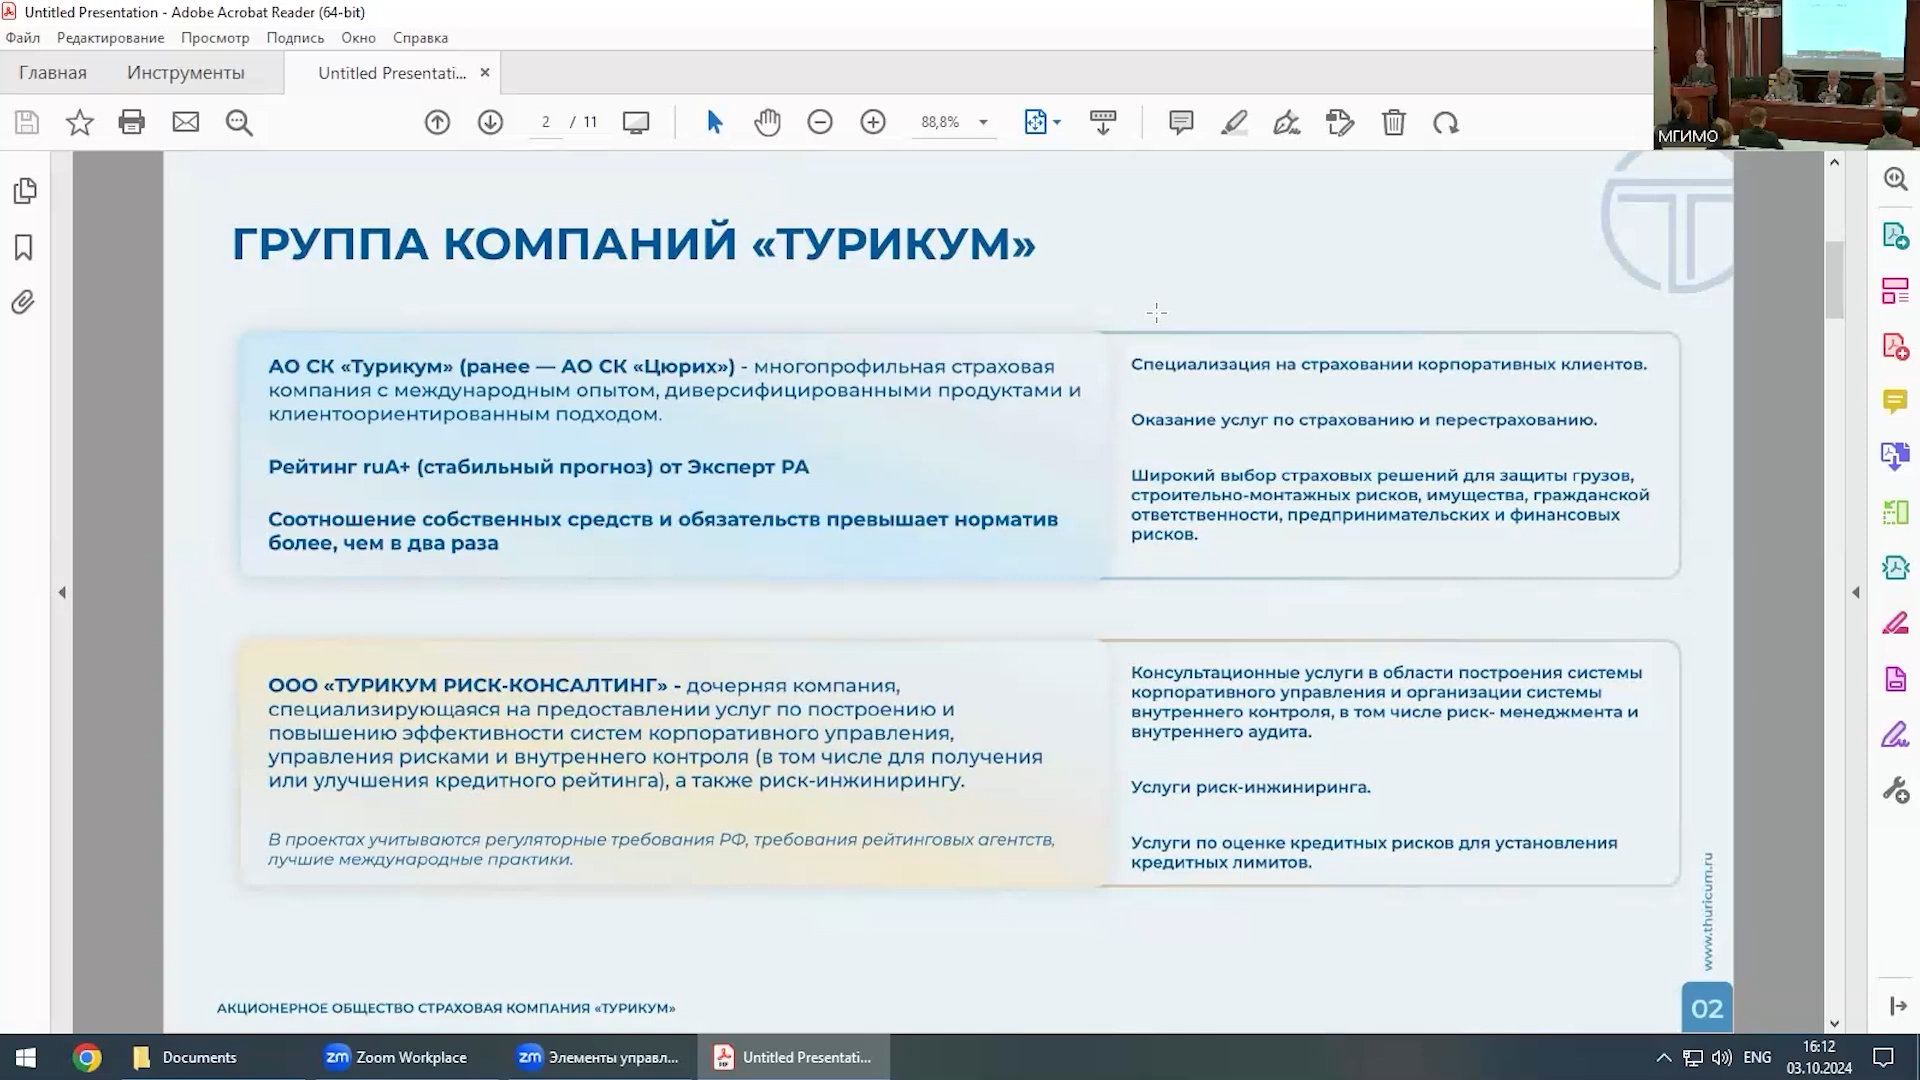 Untitled Presentation - Adobe Acrobat Reader (64-bit)
Файл Редактирование Просмотр Подпись Окно Справка
Главная Инструменты Untitled Presentati... ×
2 / 11 88,8%
МГИМО
ГРУППА КОМПАНИЙ «ТУРИКУМ»
АО СК «Турикум» (ранее — АО СК «Цюрих») - многопрофильная страховая
компания с международным опытом, диверсифицированными продуктами и
клиентоориентированным подходом.
Рейтинг ruA+ (стабильный прогноз) от Эксперт РА
Соотношение собственных средств и обязательств превышает норматив
более, чем в два раза
Специализация на страховании корпоративных клиентов.
Оказание услуг по страхованию и перестрахованию.
Широкий выбор страховых решений для защиты грузов,
строительно-монтажных рисков, имущества, гражданской
ответственности, предпринимательских и финансовых
рисков.
ООО «ТУРИКУМ РИСК-КОНСАЛТИНГ» - дочерняя компания,
специализирующаяся на предоставлении услуг по построению и
повышению эффективности систем корпоративного управления,
управления рисками и внутреннего контроля (в том числе для получения
или улучшения кредитного рейтинга), а также риск-инжинирингу.
В проектах учитываются регуляторные требования РФ, требования рейтинговых агентств,
лучшие международные практики.
Консультационные услуги в области построения системы
корпоративного управления и организации системы
внутреннего контроля, в том числе риск- менеджмента и
внутреннего аудита.
Услуги риск-инжиниринга.
Услуги по оценке кредитных рисков для установления
кредитных лимитов.
www.thuricum.ru
АКЦИОНЕРНОЕ ОБЩЕСТВО СТРАХОВАЯ КОМПАНИЯ «ТУРИКУМ»
02
Documents zm Zoom Workplace zm Элементы управл... Untitled Presentati... ENG 16:12
03.10.2024